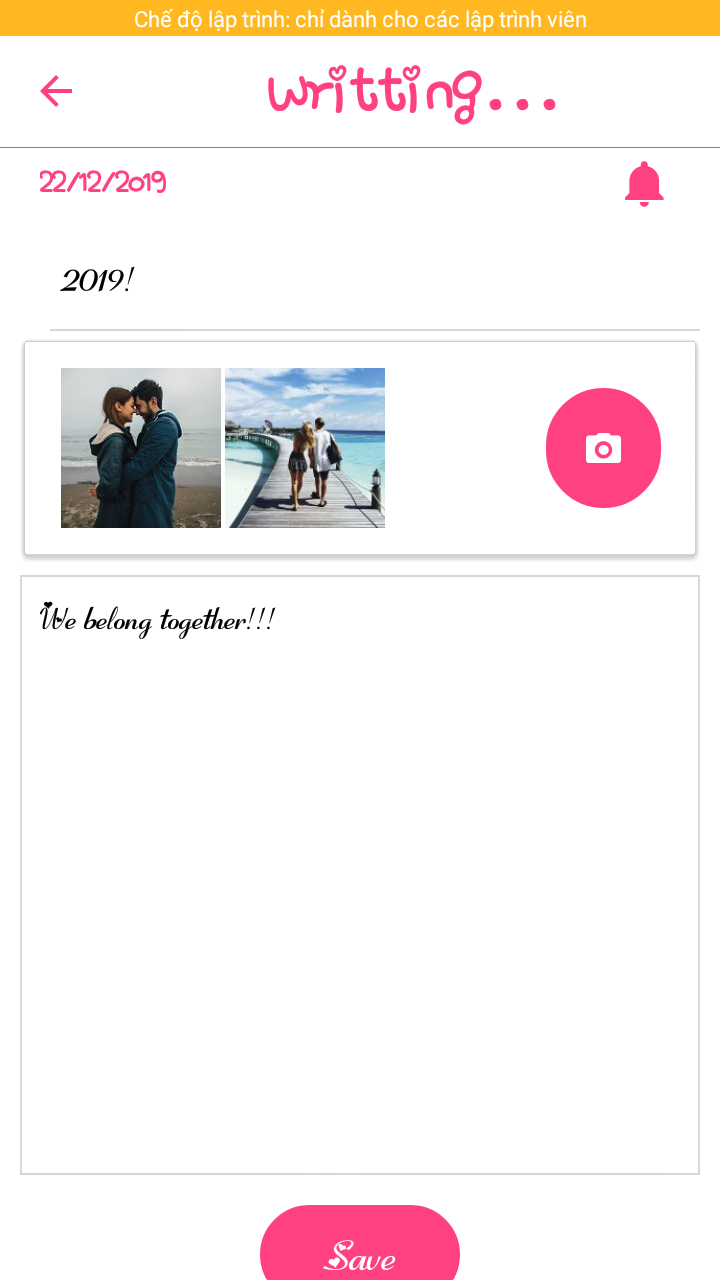 Chế độ lập trình: chỉ dành cho các lập trình viên
writting...
22/12/2019
2019!
We belong together!!!
Save